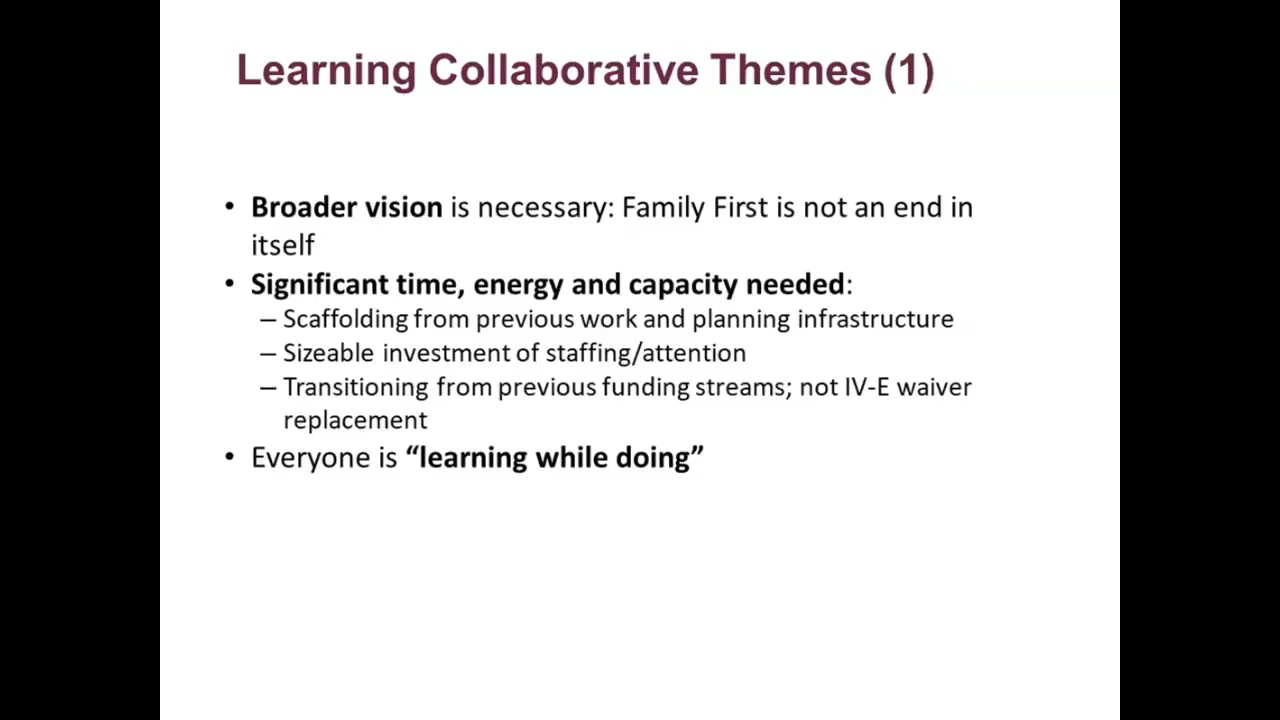 Learning Collaborative Themes (1)
• Broader vision is necessary: Family First is not an end in
itself
• Significant time, energy and capacity needed:
– Scaffolding from previous work and planning infrastructure
– Sizeable investment of staffing/attention
– Transitioning from previous funding streams; not IV-E waiver
replacement
• Everyone is “learning while doing”